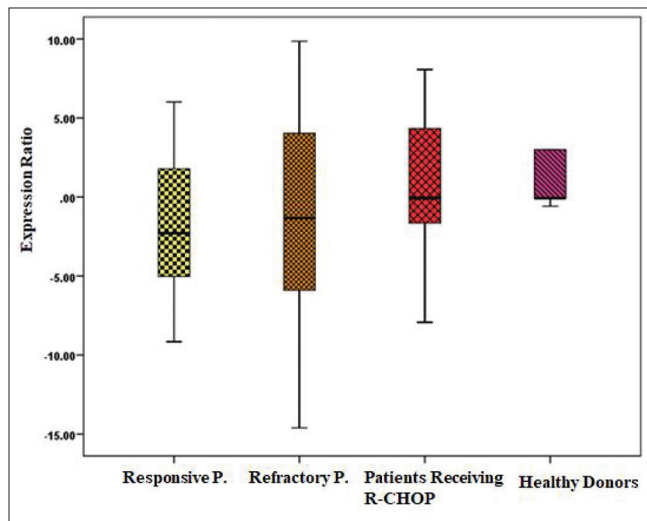 10.00
5.00
.00
-5.00
-10.00
-15.00
Expression Ratio
Responsive P.
Refractory P.
Patients Receiving
R-CHOP
Healthy Donors